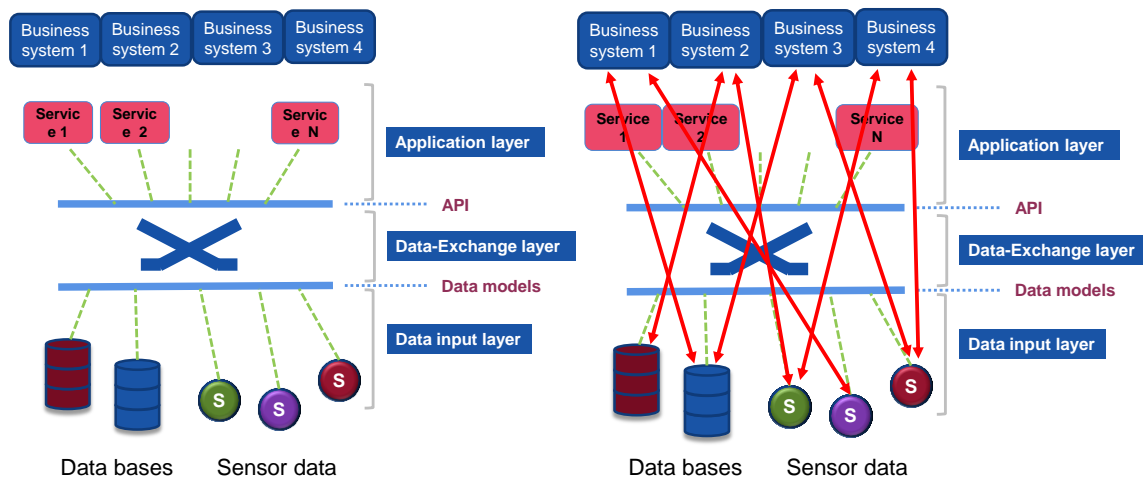 Business
system 1
Business
system 2
Business
system 3
Business
system 4
Servic
e 1
Servic
e 2
Servic
e N
Application layer
API
Data-Exchange layer
Data models
Data input layer
S
S
S
Data bases
Sensor data
Business
system 1
Business
system 2
Business
system 3
Business
system 4
Service
1
Service
2
Service
N
Application layer
API
Data-Exchange layer
Data models
Data input layer
S
S
S
Data bases
Sensor data